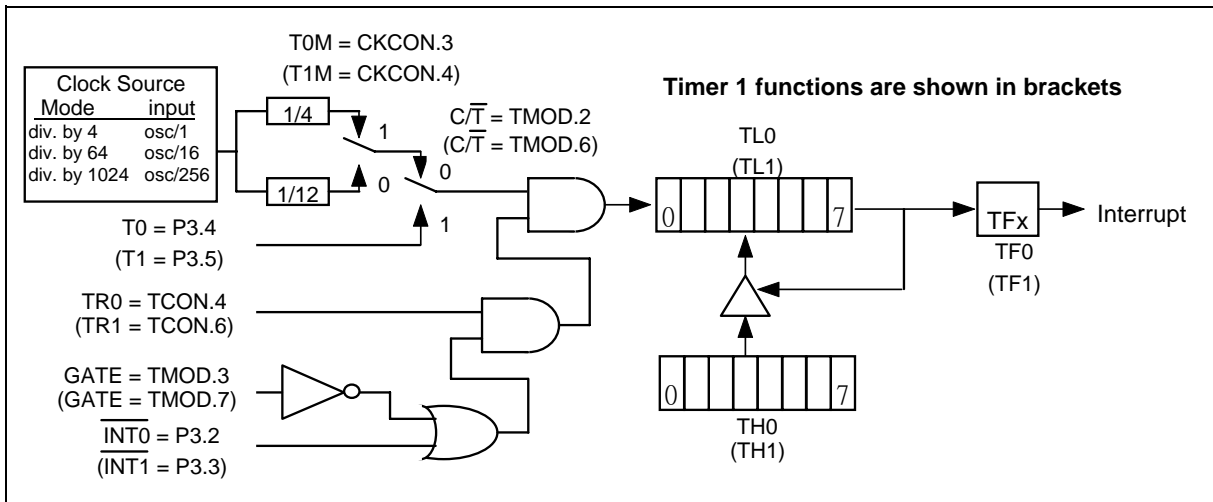 T0M = CKCON.3
(T1M = CKCON.4)
Clock Source
Mode input
div. by 4 osc/1
div. by 64 osc/16
div. by 1024 osc/256
1/4
1/12
1
0
C/T̅ = TMOD.2
(C/T̅ = TMOD.6)
0
1
T0 = P3.4
(T1 = P3.5)
TR0 = TCON.4
(TR1 = TCON.6)
GATE = TMOD.3
(GATE = TMOD.7)
I̅N̅T̅0̅ = P3.2
(I̅N̅T̅1̅ = P3.3)
Timer 1 functions are shown in brackets
TL0
(TL1)
0 7
TFx
TF0
(TF1)
Interrupt
0 7
TH0
(TH1)